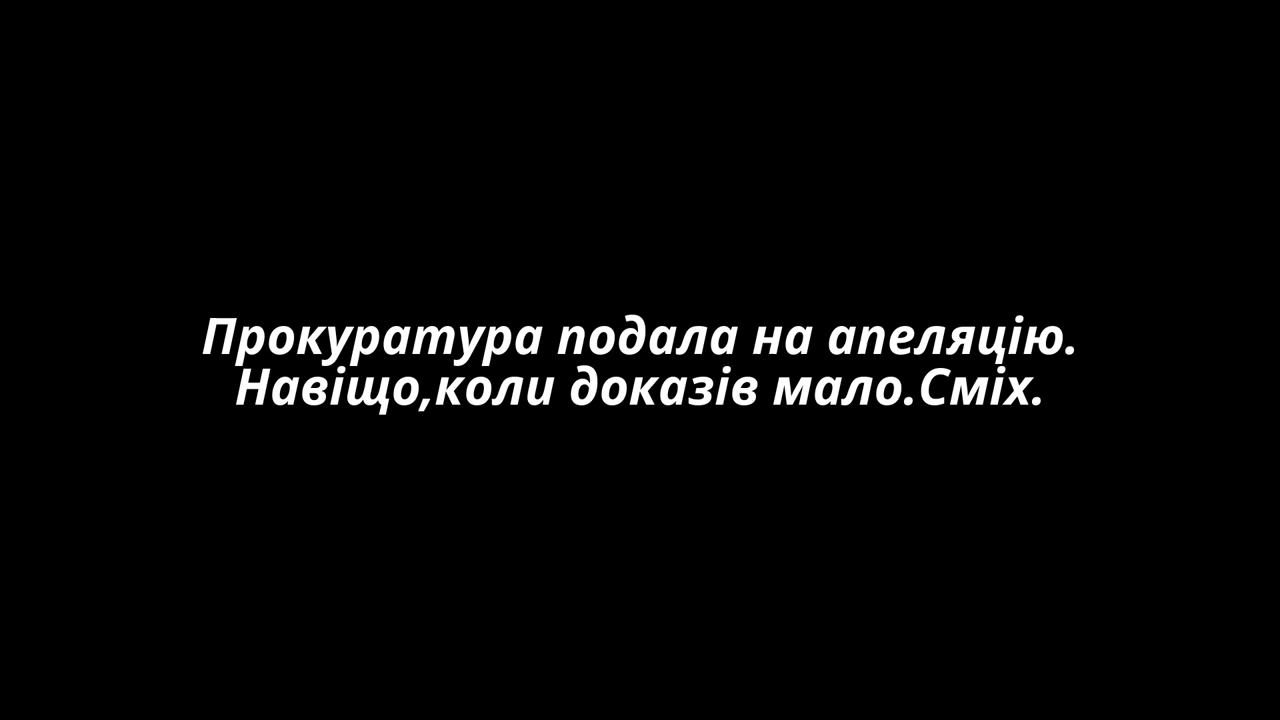 Прокуратура подала на апеляцію.
Навіщо,коли доказів мало.Сміх.